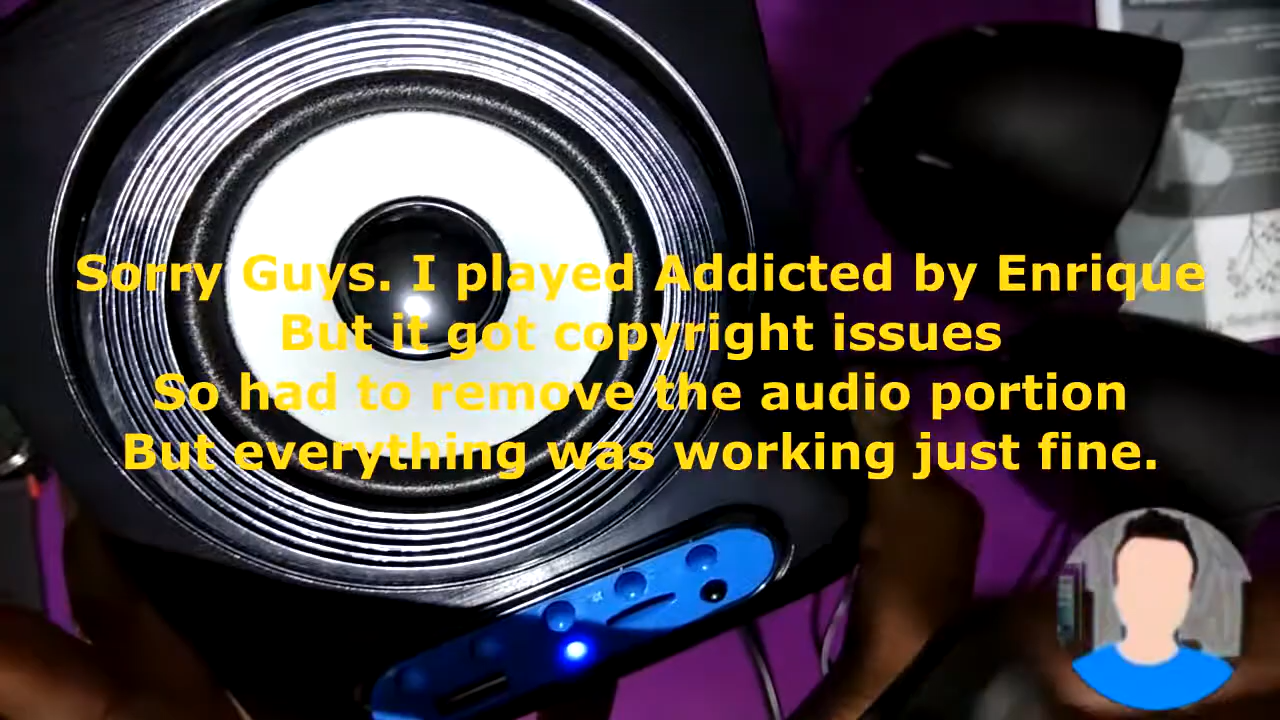 Sorry Guys. I played Addicted by Enrique
But it got copyright issues
So had to remove the audio portion
But everything was working just fine.